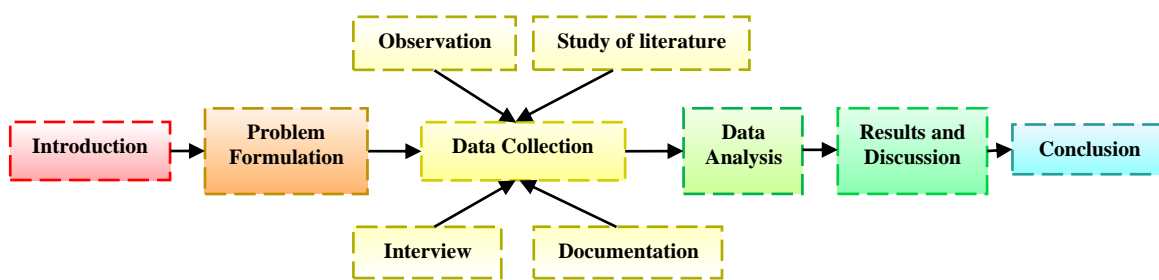 Observation
Study of literature
Introduction
Problem
Formulation
Data Collection
Data
Analysis
Results and
Discussion
Conclusion
Interview
Documentation